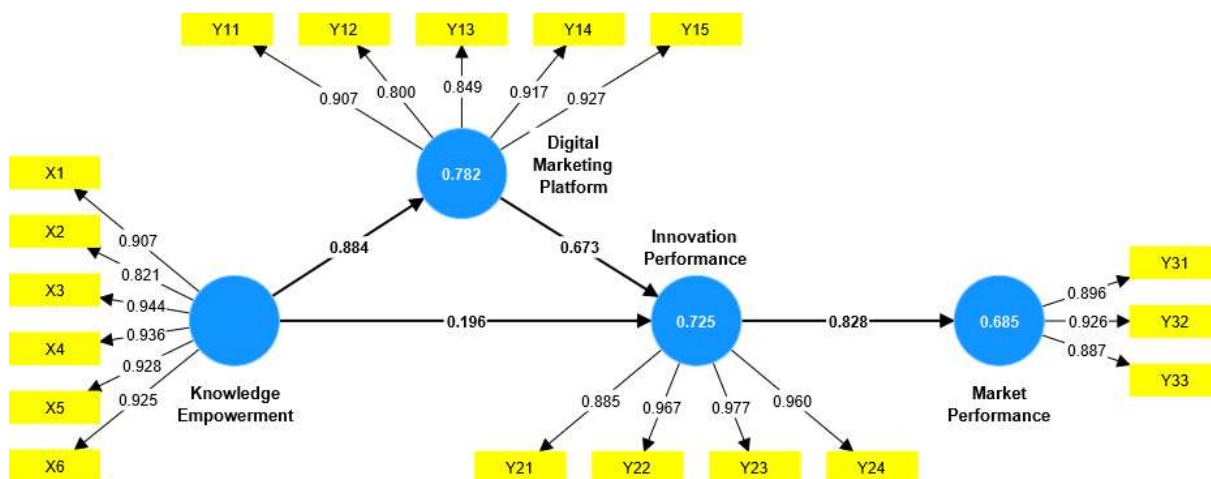 Y11
Y12
Y13
Y14
Y15
0.907
0.800
0.849
0.917
0.927
0.782
Digital
Marketing
Platform
X1
X2
X3
X4
X5
X6
0.907
0.821
0.944
0.936
0.928
0.925
Knowledge
Empowerment
0.884
0.673
0.196
Innovation
Performance
0.725
0.828
0.885
0.967
0.977
0.960
Y21
Y22
Y23
Y24
0.685
Market
Performance
0.896
0.926
0.887
Y31
Y32
Y33